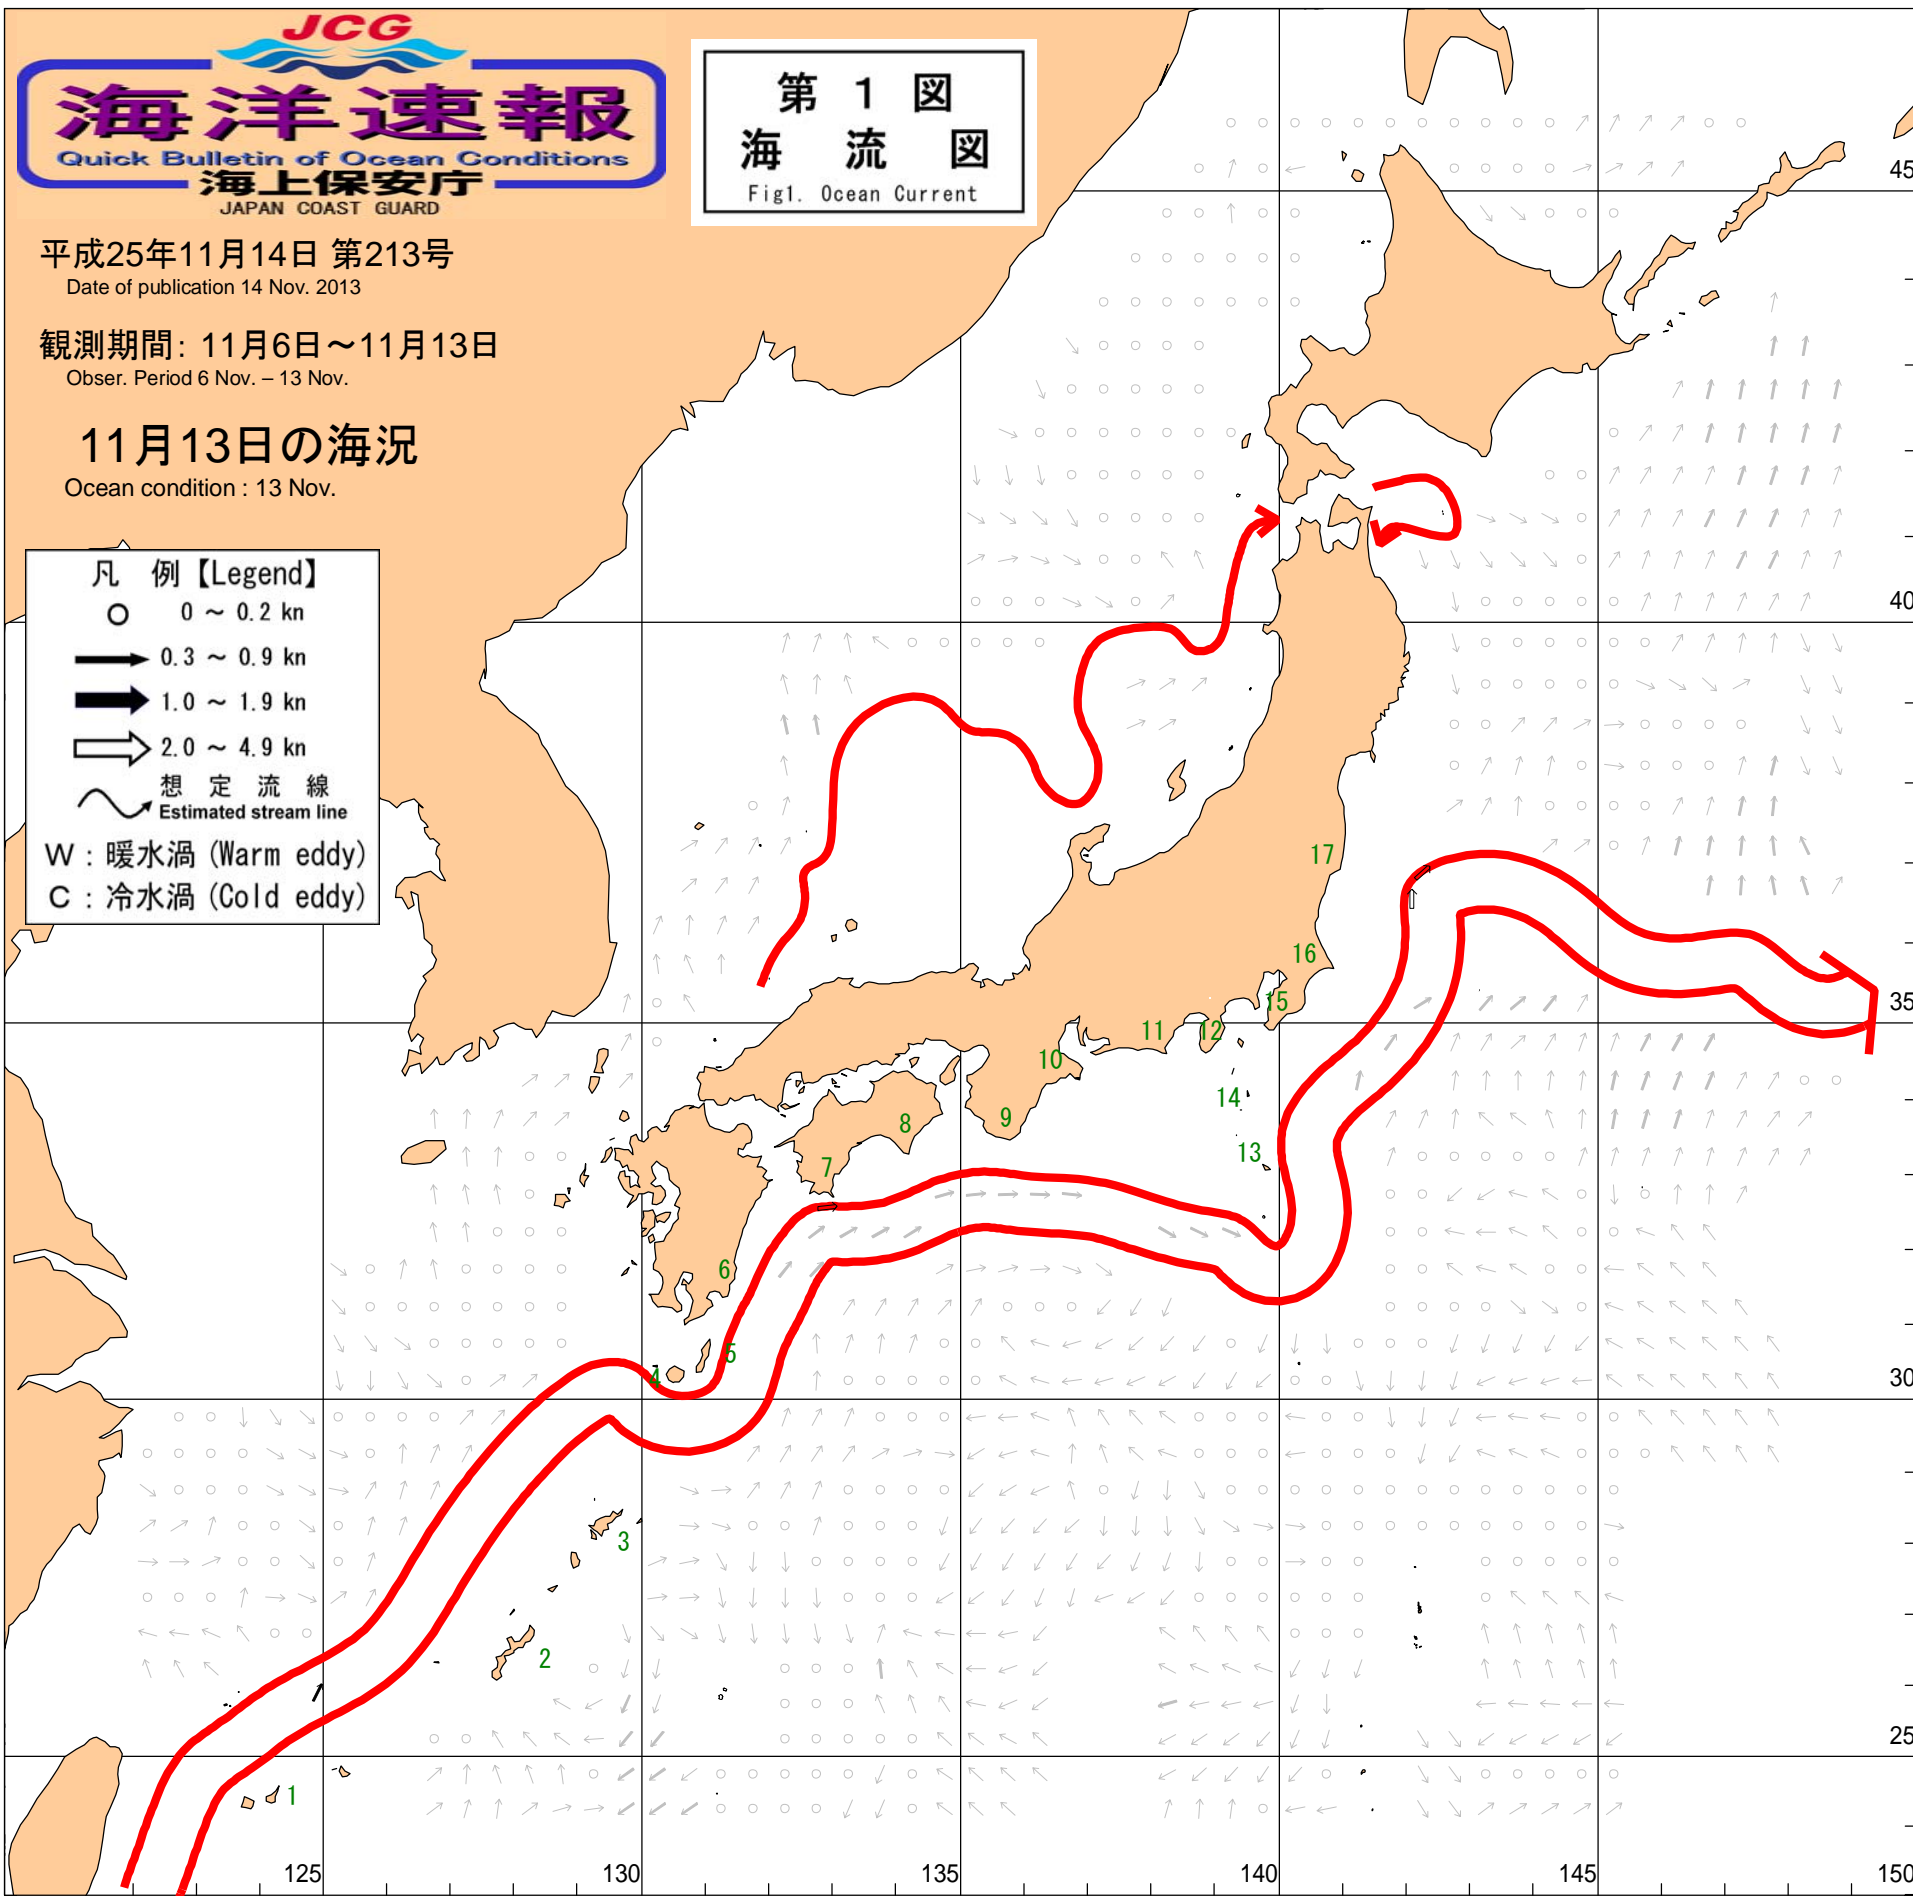 JCG
海洋速報
Quick Bulletin of Ocean Conditions
海上保安庁
JAPAN COAST GUARD
第 1 図
海 流 図
Fig1. Ocean Current
平成25年11月14日 第213号
Date of publication 14 Nov. 2013
観測期間: 11月6日～11月13日
Obser. Period 6 Nov. – 13 Nov.
11月13日の海況
Ocean condition : 13 Nov.
凡 例【Legend】
0 ～ 0.2 kn
0.3 ～ 0.9 kn
1.0 ～ 1.9 kn
2.0 ～ 4.9 kn
想 定 流 線
Estimated stream line
W : 暖水渦 (Warm eddy)
C : 冷水渦 (Cold eddy)
45
40
35
30
25
17
16
15
12
11
10
14
9
8
13
7
6
5
4
3
2
1
125
130
135
140
145
150